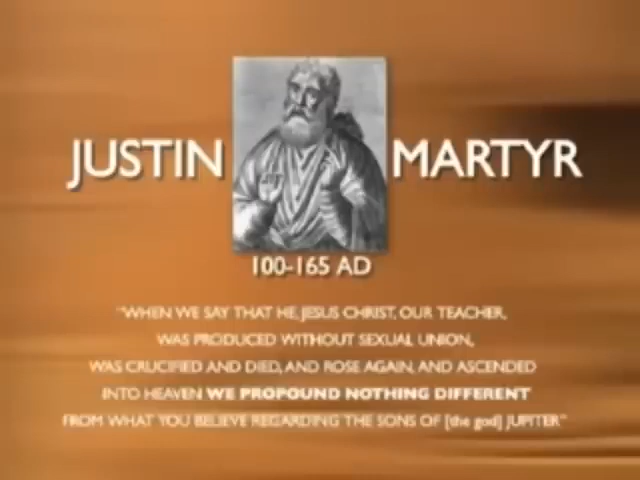 JUSTIN MARTYR
100-165 AD
"WHEN WE SAY THAT HE, JESUS CHRIST, OUR TEACHER,
WAS PRODUCED WITHOUT SEXUAL UNION,
WAS CRUCIFIED AND DIED, AND ROSE AGAIN, AND ASCENDED
INTO HEAVEN WE PROPOUND NOTHING DIFFERENT
FROM WHAT YOU BELIEVE REGARDING THE SONS OF [the god] JUPITER"